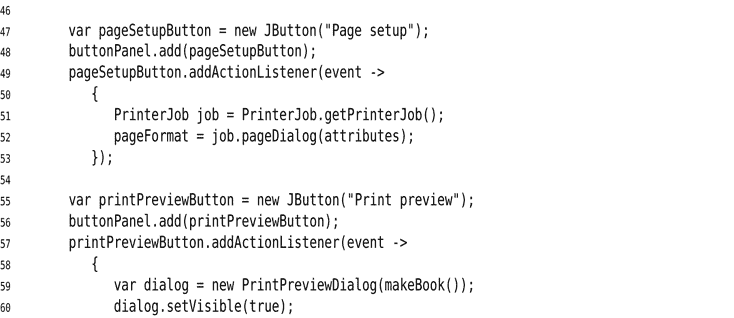 46
47 var pageSetupButton = new JButton("Page setup");
48 buttonPanel.add(pageSetupButton);
49 pageSetupButton.addActionListener(event ->
50 {
51 PrinterJob job = PrinterJob.getPrinterJob();
52 pageFormat = job.pageDialog(attributes);
53 });
54
55 var printPreviewButton = new JButton("Print preview");
56 buttonPanel.add(printPreviewButton);
57 printPreviewButton.addActionListener(event ->
58 {
59 var dialog = new PrintPreviewDialog(makeBook());
60 dialog.setVisible(true);